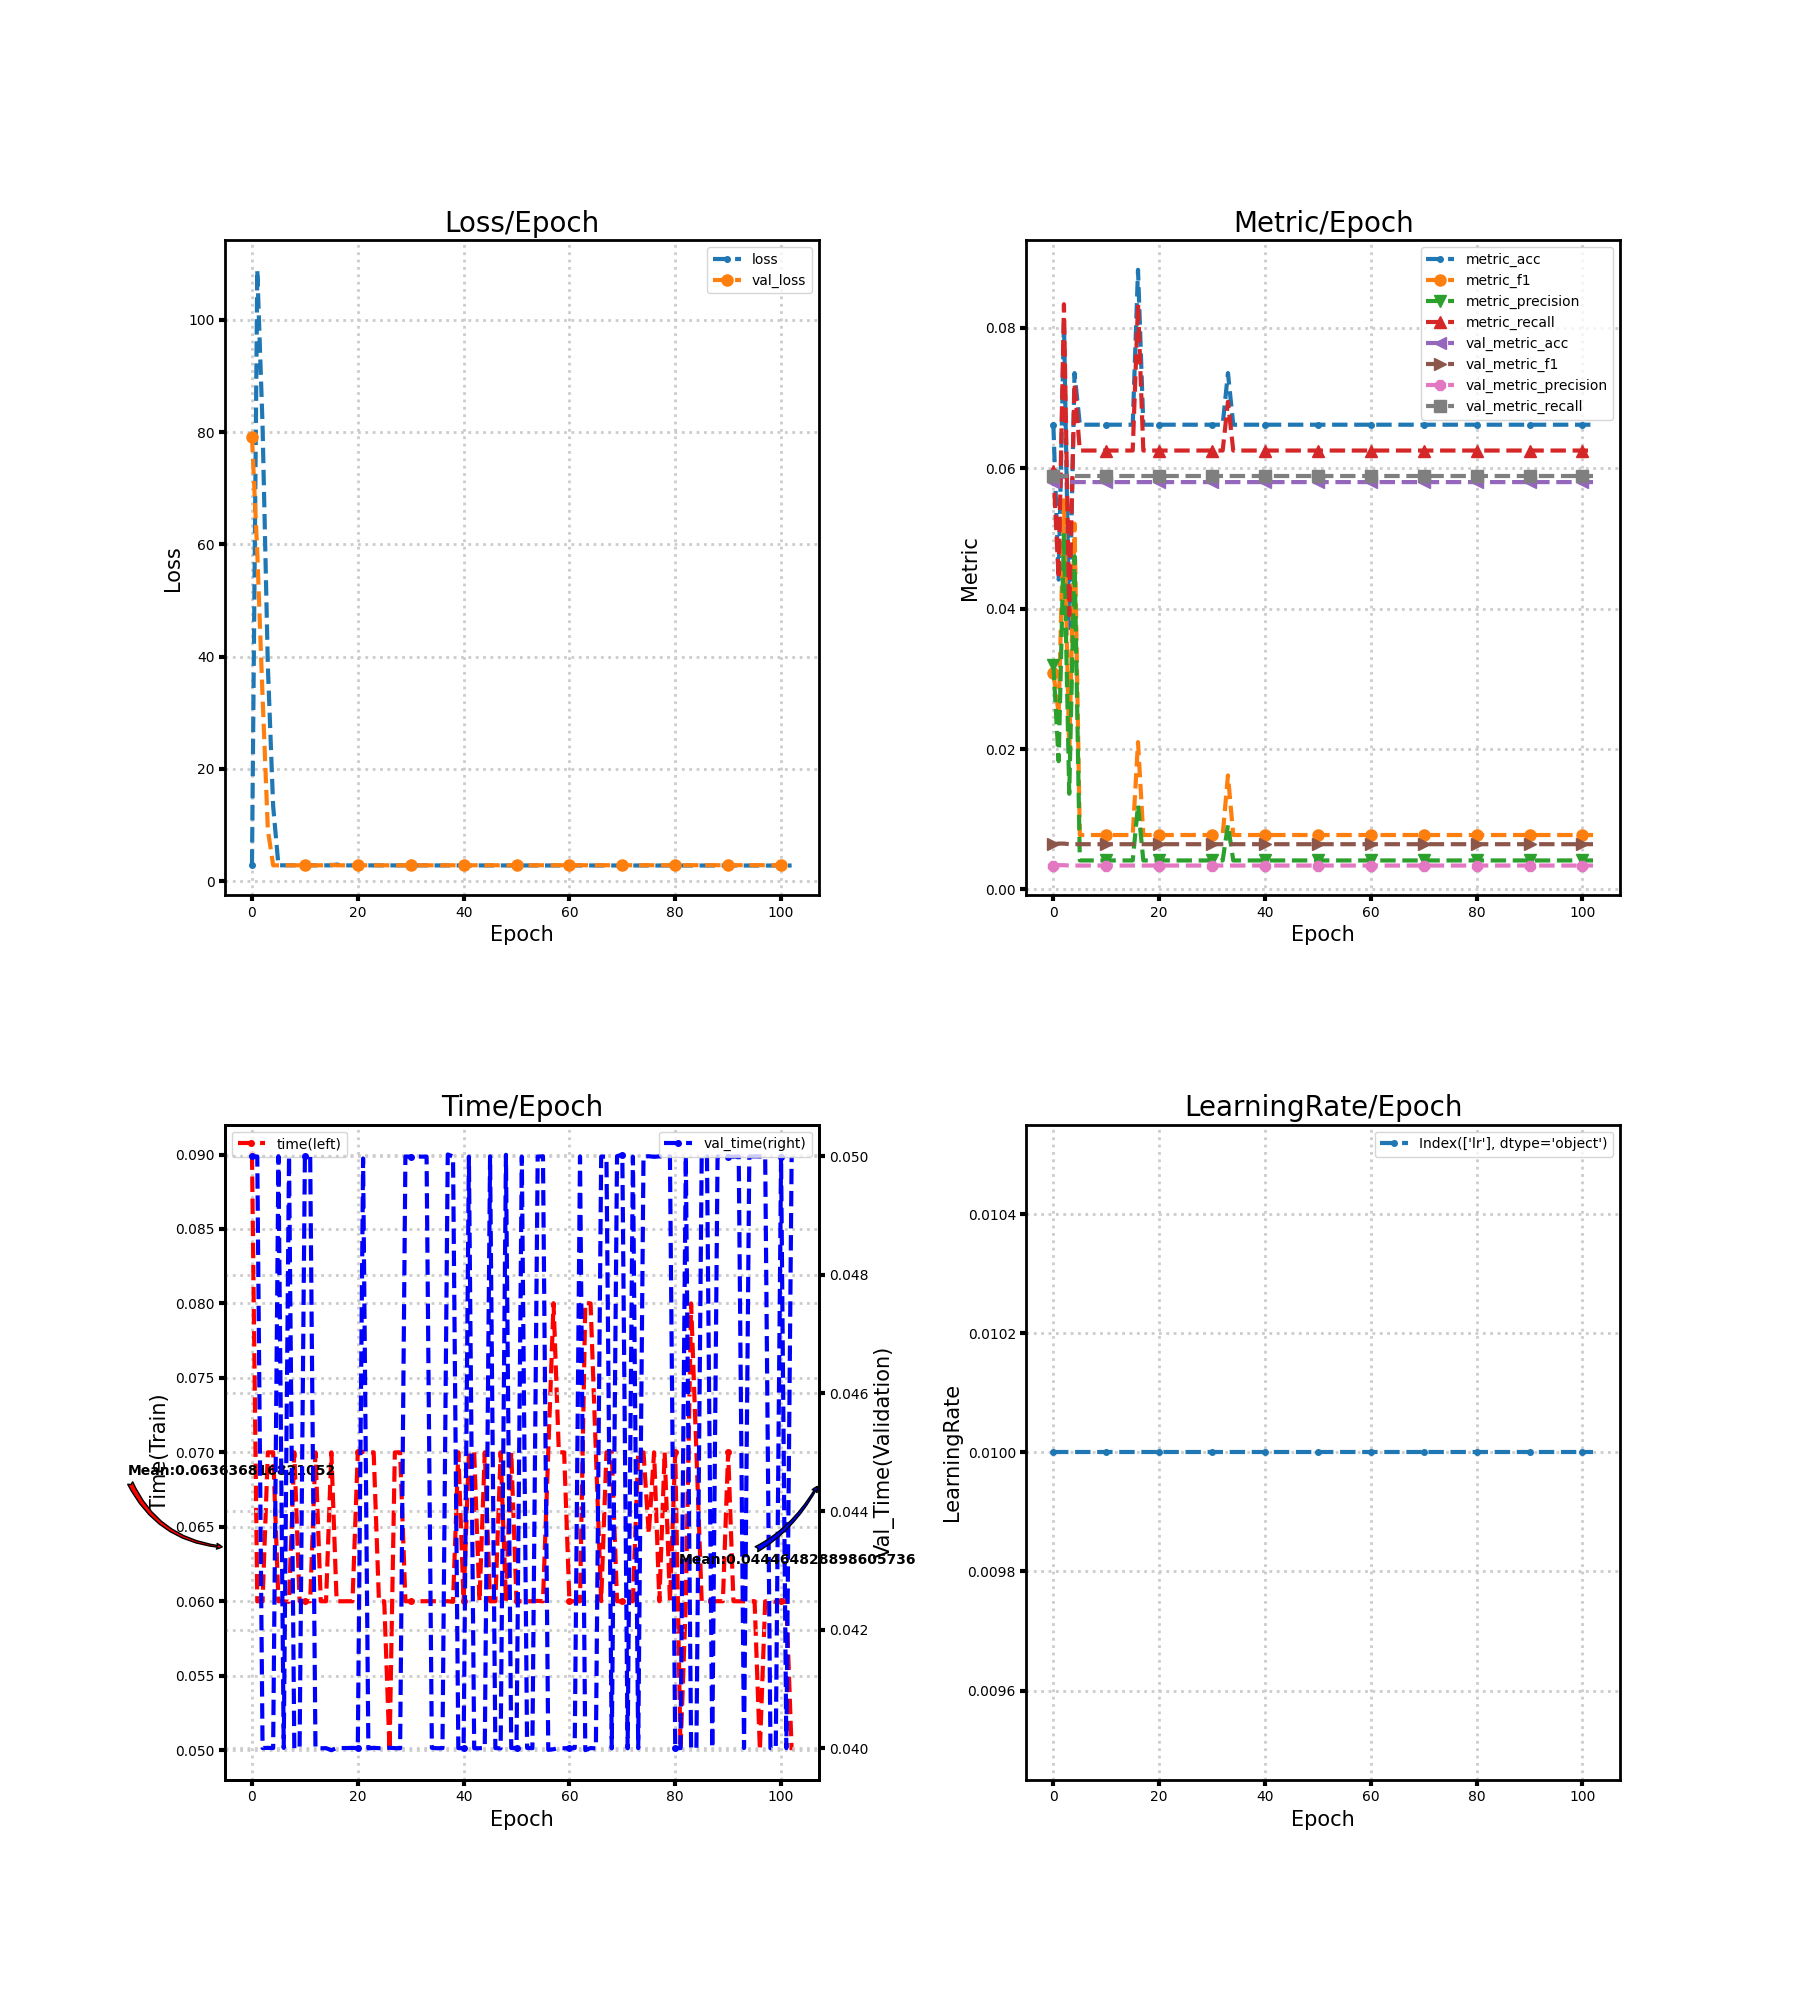 Loss/Epoch
loss
val_loss
100
80
60
40
20
0
Loss
0 20 40 60 80 100
Epoch
Metric/Epoch
metric_acc
metric_f1
metric_precision
metric_recall
val_metric_acc
val_metric_f1
val_metric_precision
val_metric_recall
0.08
0.06
0.04
0.02
0.00
Metric
0 20 40 60 80 100
Epoch
Time/Epoch
time(left)
val_time(right)
0.090
0.085
0.080
0.075
0.070
0.065
0.060
0.055
0.050
Time(Train)
0.050
0.048
0.046
0.044
0.042
0.040
Val_Time(Validation)
Mean:0.044464828898605736
0 20 40 60 80 100
Epoch
LearningRate/Epoch
Index(['lr'], dtype='object')
0.0104
0.0102
0.0100
0.0098
0.0096
LearningRate
0 20 40 60 80 100
Epoch